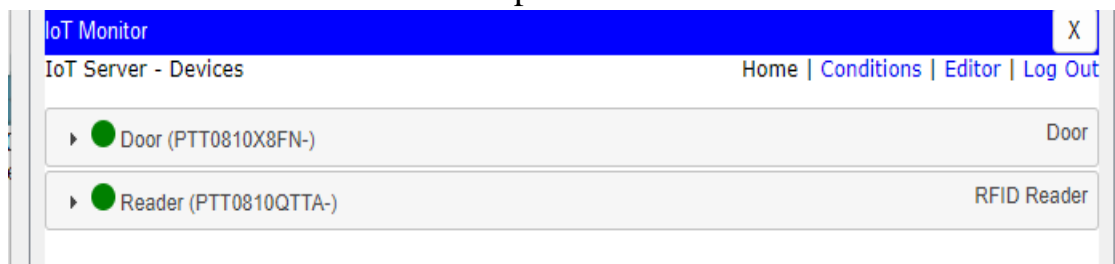 IoT Monitor X
IoT Server - Devices Home | Conditions | Editor | Log Out
Door (PTT0810X8FN-) Door
Reader (PTT0810QTTA-) RFID Reader